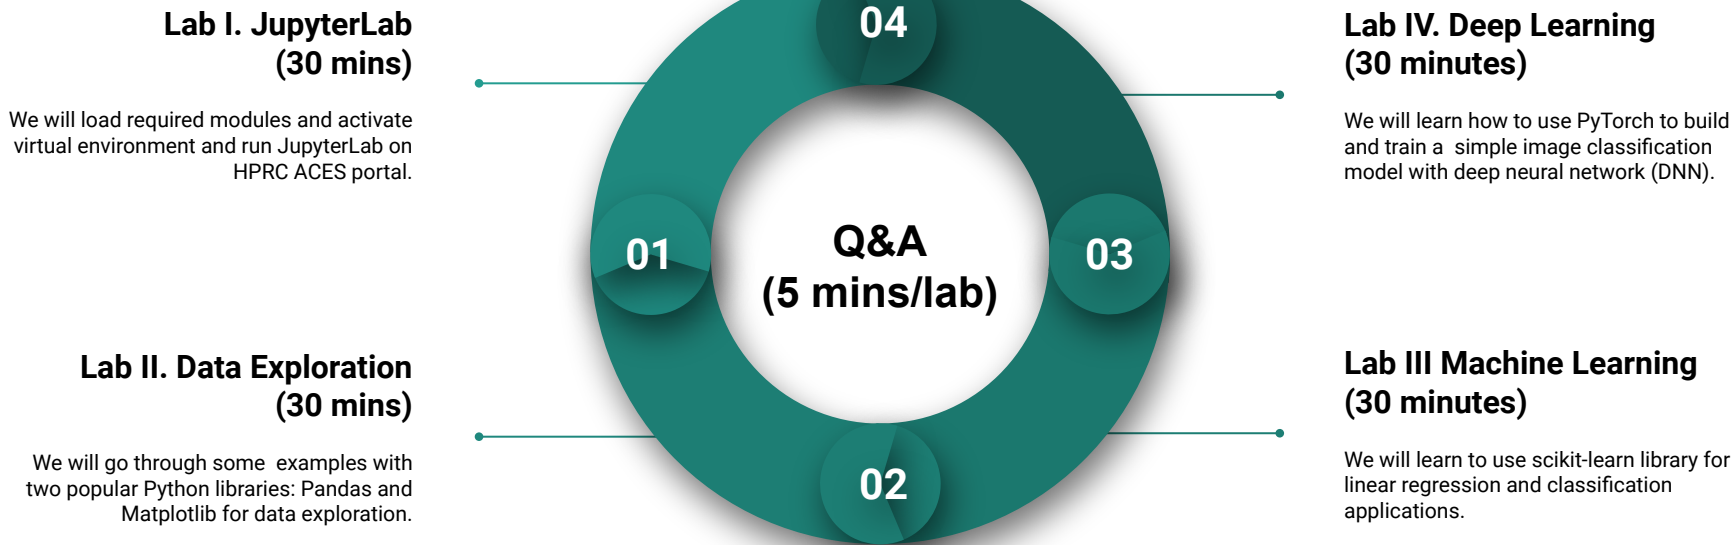 Lab I. JupyterLab
(30 mins)
We will load required modules and activate
virtual environment and run JupyterLab on
HPRC ACES portal.
Lab II. Data Exploration
(30 mins)
We will go through some examples with
two popular Python libraries: Pandas and
Matplotlib for data exploration.
04
01
Q&A
(5 mins/lab)
03
02
Lab IV. Deep Learning
(30 minutes)
We will learn how to use PyTorch to build
and train a simple image classification
model with deep neural network (DNN).
Lab III Machine Learning
(30 minutes)
We will learn to use scikit-learn library for
linear regression and classification
applications.